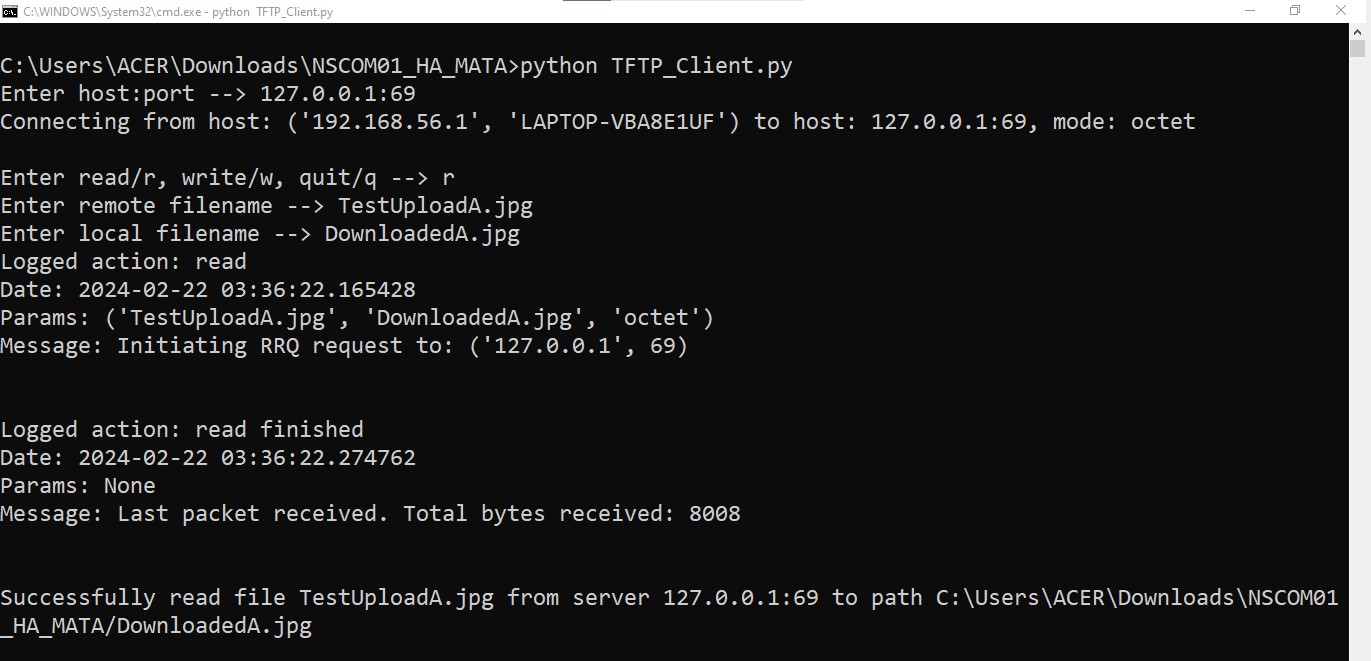 C:\WINDOWS\System32\cmd.exe - python  TFTP_Client.py
C:\Users\ACER\Downloads\NSCOM01_HA_MATA>python TFTP_Client.py
Enter host:port --> 127.0.0.1:69
Connecting from host: ('192.168.56.1', 'LAPTOP-VBA8E1UF') to host: 127.0.0.1:69, mode: octet
Enter read/r, write/w, quit/q --> r
Enter remote filename --> TestUploadA.jpg
Enter local filename --> DownloadedA.jpg
Logged action: read
Date: 2024-02-22 03:36:22.165428
Params: ('TestUploadA.jpg', 'DownloadedA.jpg', 'octet')
Message: Initiating RRQ request to: ('127.0.0.1', 69)
Logged action: read finished
Date: 2024-02-22 03:36:22.274762
Params: None
Message: Last packet received. Total bytes received: 8008
Successfully read file TestUploadA.jpg from server 127.0.0.1:69 to path C:\Users\ACER\Downloads\NSCOM01
_HA_MATA/DownloadedA.jpg